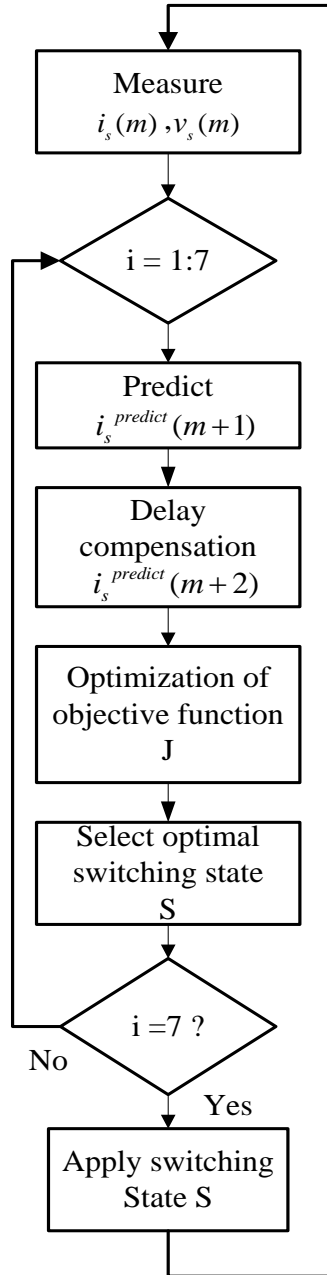 Measure
i_s(m) ,v_s(m)
i = 1:7
Predict
i_s^{predict}(m+1)
Delay
compensation
i_s^{predict}(m+2)
Optimization of
objective function
J
Select optimal
switching state
S
i =7 ?
No
Yes
Apply switching
State S